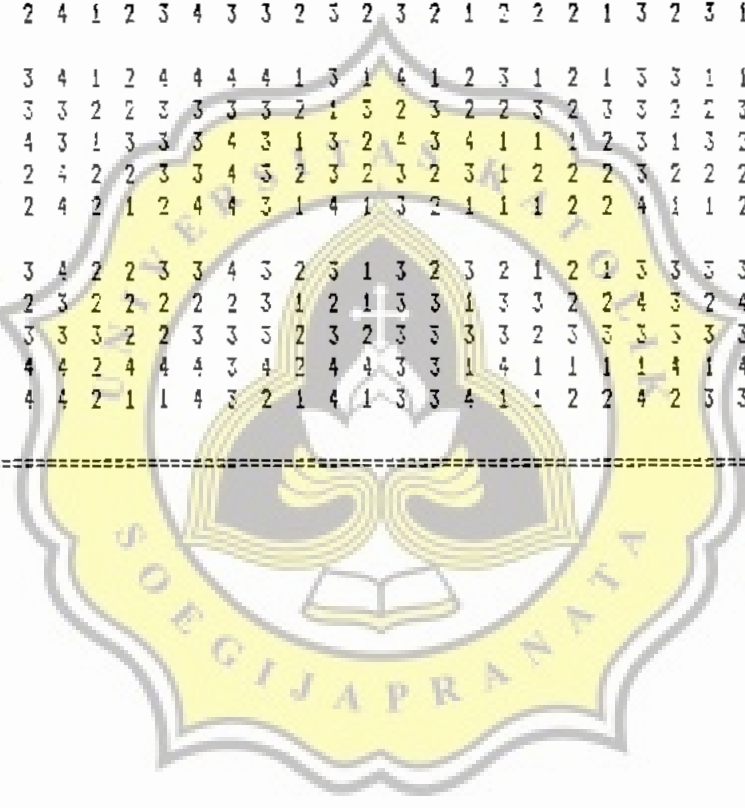 2 4 1 2 3 4 3 3 2 3 2 3 2 1 2 2 2 1 3 2 3 1
3 4 1 2 4 4 4 4 1 3 1 4 1 2 3 1 2 1 3 3 1 1
3 3 2 2 3 3 3 3 2 1 3 2 3 2 2 3 2 3 3 2 2 3
4 3 1 3 3 3 4 3 1 3 2 4 3 4 1 1 1 2 3 1 3 2
2 4 2 2 3 3 4 3 2 3 2 3 2 3 1 2 2 2 3 2 2 2
2 4 2 1 2 4 4 3 1 4 1 3 2 1 1 1 2 2 4 1 1 2
3 4 2 2 3 3 4 3 2 3 1 3 2 3 2 1 2 1 3 3 3 3
2 3 2 2 2 2 2 3 1 2 1 3 3 1 3 3 2 2 4 3 2 4
3 3 3 2 2 3 3 3 2 3 2 3 3 3 3 2 3 3 3 3 3 3
4 4 2 4 4 4 3 4 2 4 4 3 3 1 4 1 1 1 1 4 1 4
4 4 2 1 1 4 3 2 1 4 1 3 3 4 1 1 2 2 4 2 3 3
UNIVERSITAS KATOLIK
SOEGIJAPRANATA